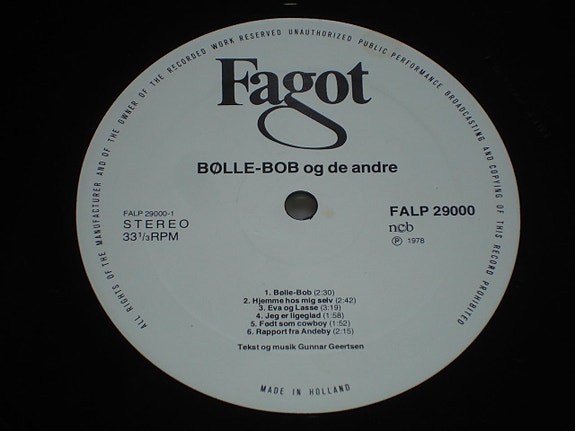 ALL RIGHTS OF THE MANUFACTURER AND OF THE OWNER OF THE RECORDED WORK RESERVED UNAUTHORIZED PUBLIC PERFORMANCE BROADCASTING AND COPYING OF THIS RECORD PROHIBITED
Fagot
BØLLE-BOB og de andre
FALP 29000-1
STEREO
33 1/3 RPM
FALP 29000
ncb
Ⓟ 1978
1. Bølle-Bob (2:30)
2. Hjemme hos mig selv (2:42)
3. Eva og Lasse (3:19)
4. Jeg er ligeglad (1:58)
5. Født som cowboy (1:52)
6. Rapport fra Andeby (2:15)
Tekst og musik Gunnar Geertsen
MADE IN HOLLAND